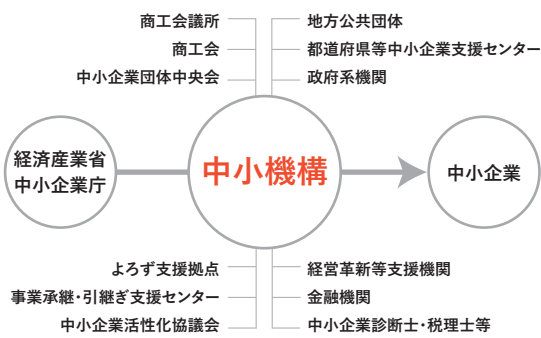 商工会議所
商工会
中小企業団体中央会
地方公共団体
都道府県等中小企業支援センター
政府系機関
経済産業省
中小企業庁
中小機構
中小企業
よろず支援拠点
事業承継・引継ぎ支援センター
中小企業活性化協議会
経営革新等支援機関
金融機関
中小企業診断士・税理士等